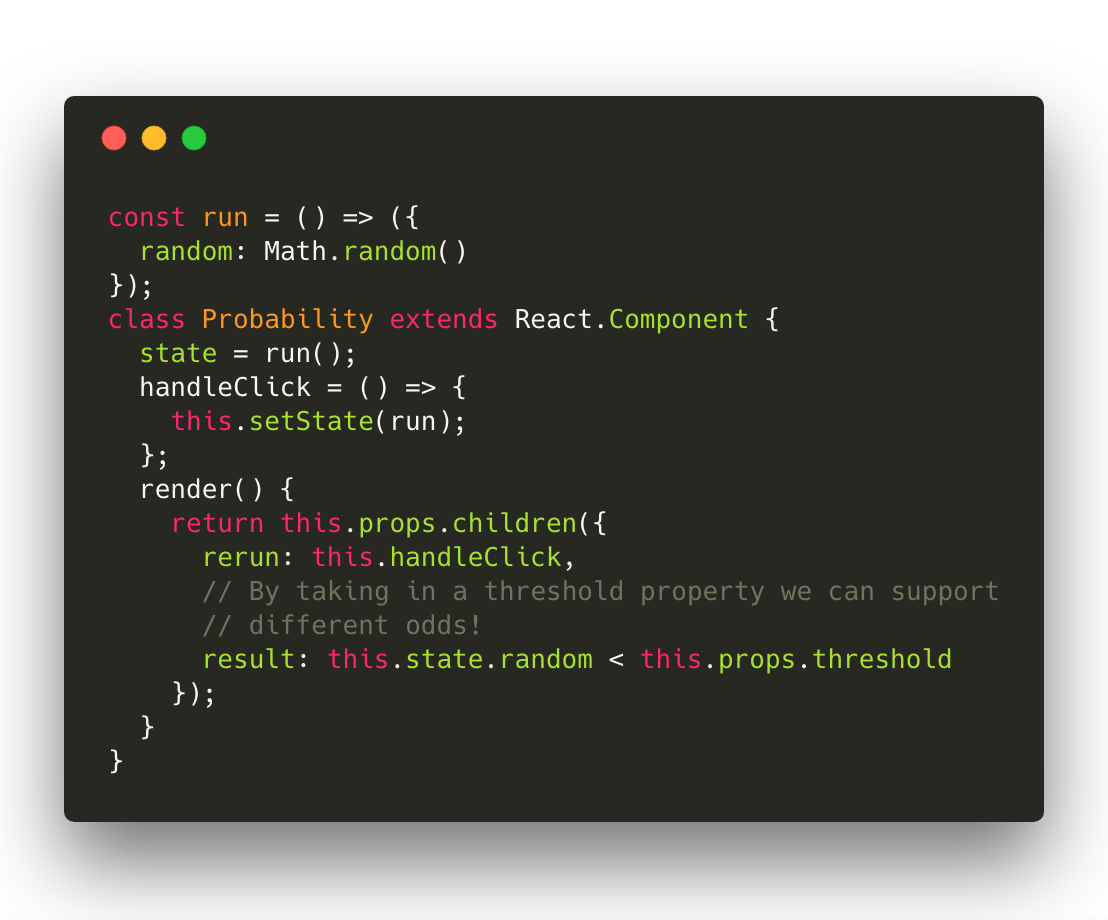 const run = () => ({
  random: Math.random()
});
class Probability extends React.Component {
  state = run();
  handleClick = () => {
    this.setState(run);
  };
  render() {
    return this.props.children({
      rerun: this.handleClick,
      // By taking in a threshold property we can support
      // different odds!
      result: this.state.random < this.props.threshold
    });
  }
}